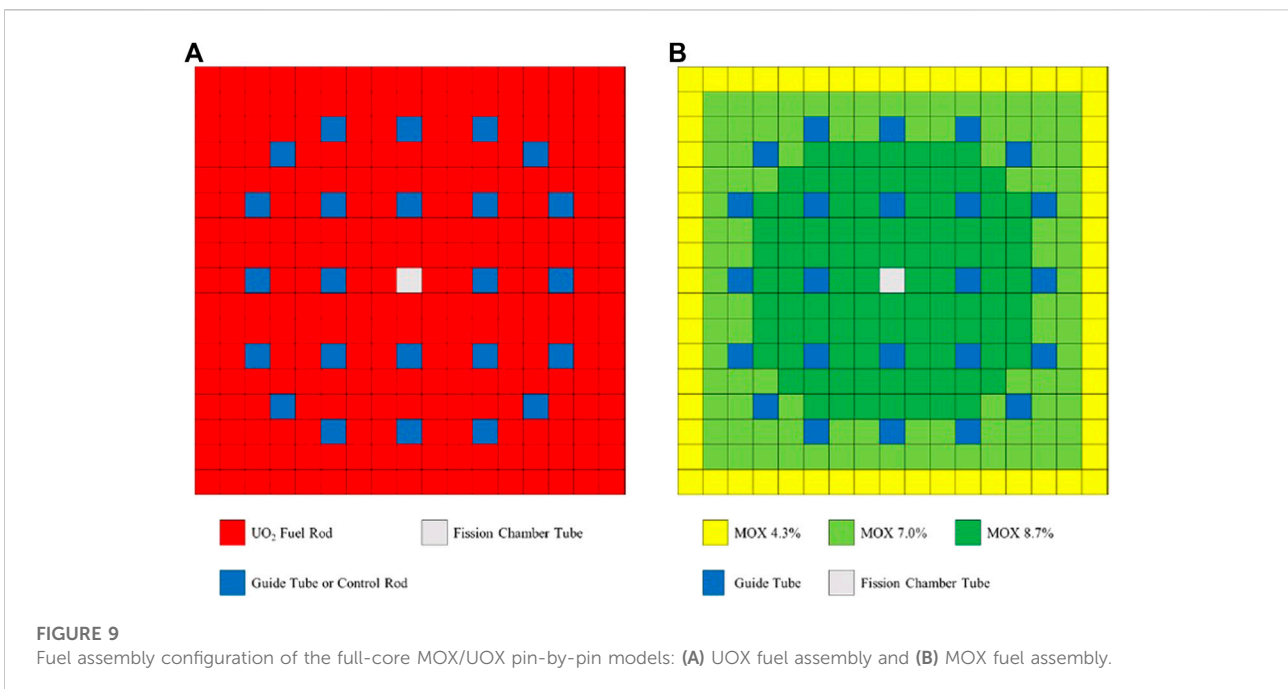 A
B
UO₂ Fuel Rod
Fission Chamber Tube
Guide Tube or Control Rod
MOX 4.3%
MOX 7.0%
MOX 8.7%
Guide Tube
Fission Chamber Tube
FIGURE 9
Fuel assembly configuration of the full-core MOX/UOX pin-by-pin models: (A) UOX fuel assembly and (B) MOX fuel assembly.